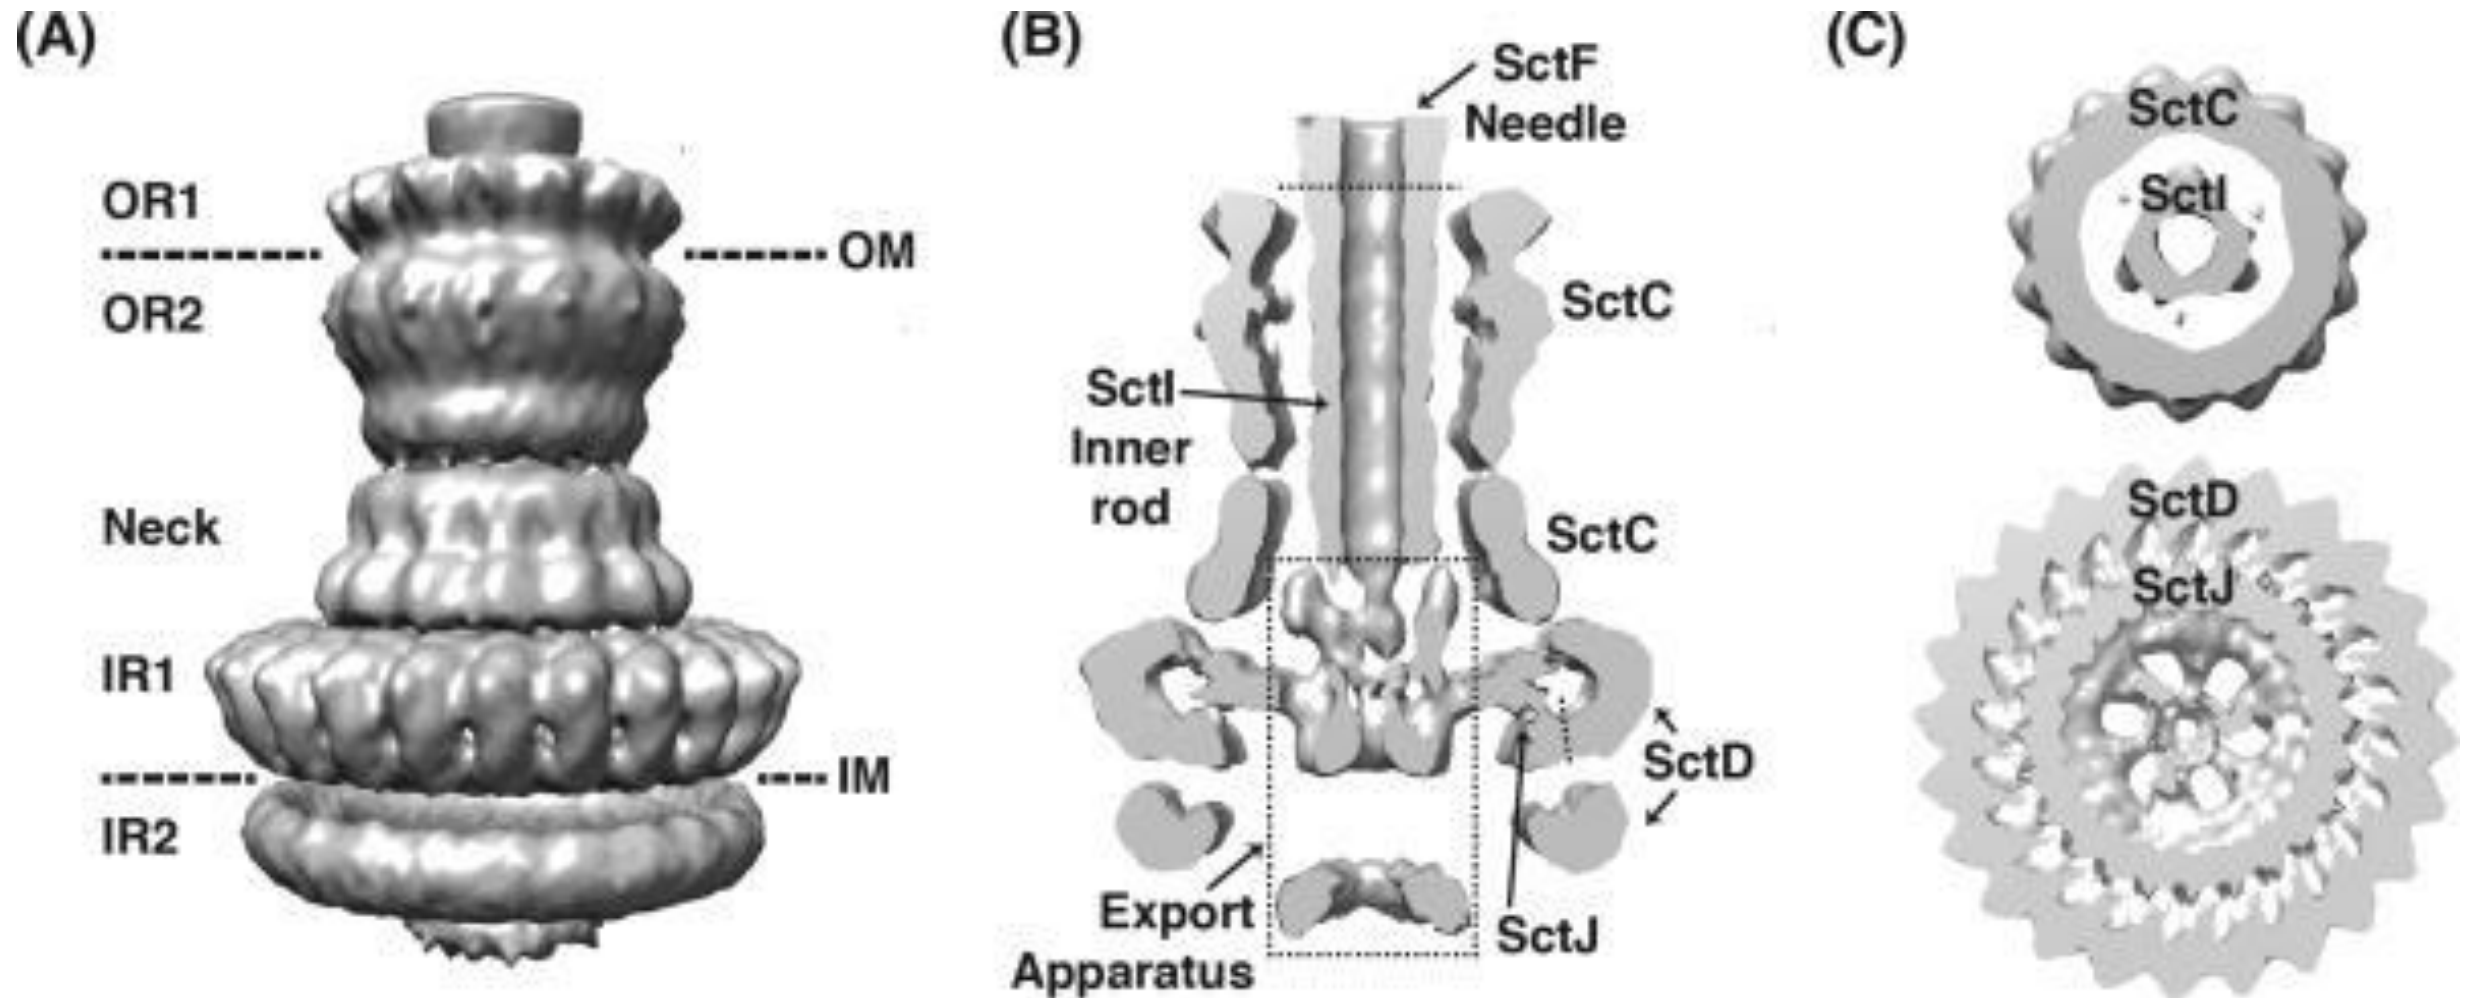 (A)
OR1
OM
OR2
Neck
IR1
IM
IR2
(B)
SctF
Needle
SctC
SctI
Inner
rod
SctC
SctD
Export
Apparatus
SctJ
(C)
SctC
SctI
SctD
SctJ